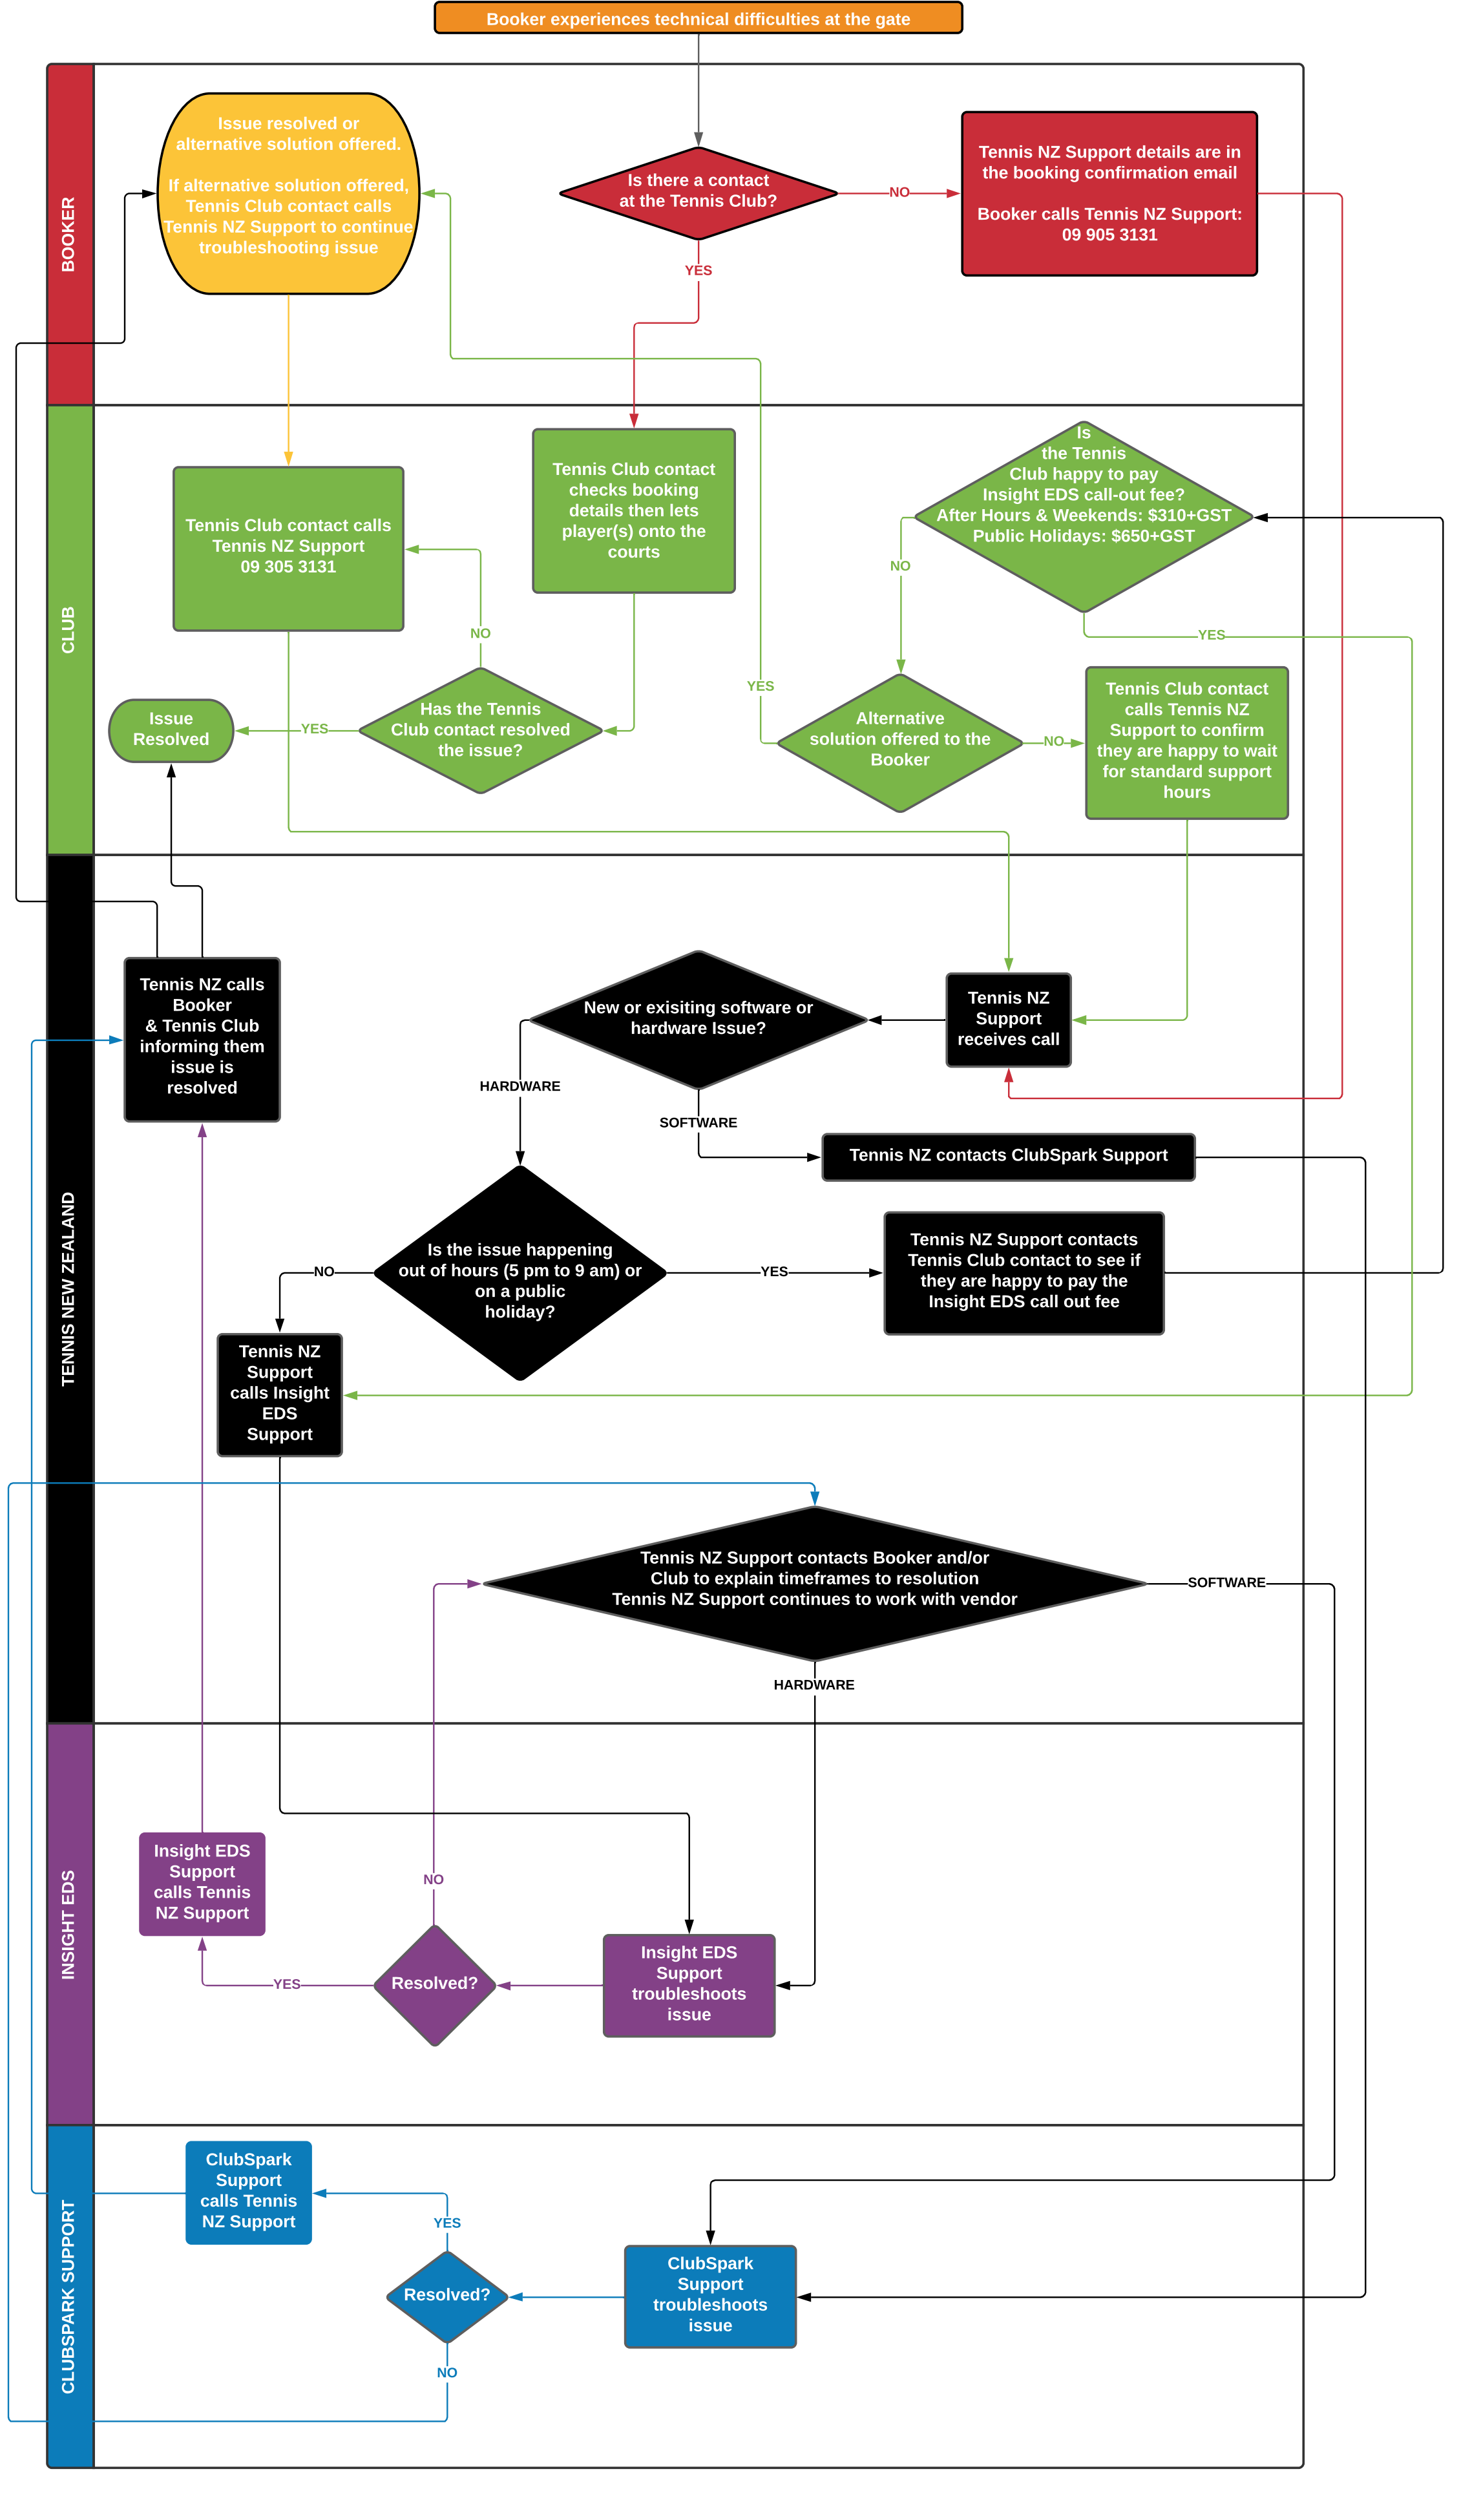 Booker experiences technical difficulties at the gate
BOOKER
Issue resolved or
alternative solution offered.
If alternative solution offered,
Tennis Club contact calls
Tennis NZ Support to continue
troubleshooting issue
Is there a contact
at the Tennis Club?
NO
YES
Tennis NZ Support details are in
the booking confirmation email
Booker calls Tennis NZ Support:
09 905 3131
CLUB
Tennis Club contact calls
Tennis NZ Support
09 305 3131
Tennis Club contact
checks booking
details then lets
player(s) onto the
courts
Is
the Tennis
Club happy to pay
Insight EDS call-out fee?
After Hours & Weekends: $310+GST
Public Holidays: $650+GST
NO
NO
YES
YES
Issue
Resolved
YES
Has the Tennis
Club contact resolved
the issue?
Alternative
solution offered to the
Booker
NO
Tennis Club contact
calls Tennis NZ
Support to confirm
they are happy to wait
for standard support
hours
TENNIS NEW ZEALAND
Tennis NZ calls
Booker
& Tennis Club
informing them
issue is
resolved
New or exisiting software or
hardware Issue?
Tennis NZ
Support
receives call
HARDWARE
SOFTWARE
Tennis NZ contacts ClubSpark Support
Is the issue happening
out of hours (5 pm to 9 am) or
on a public
holiday?
NO
YES
Tennis NZ Support contacts
Tennis Club contact to see if
they are happy to pay the
Insight EDS call out fee
Tennis NZ
Support
calls Insight
EDS
Support
Tennis NZ Support contacts Booker and/or
Club to explain timeframes to resolution
Tennis NZ Support continues to work with vendor
SOFTWARE
HARDWARE
INSIGHT EDS
Insight EDS
Support
calls Tennis
NZ Support
NO
YES
Resolved?
Insight EDS
Support
troubleshoots
issue
CLUBSPARK SUPPORT
ClubSpark
Support
calls Tennis
NZ Support
YES
Resolved?
NO
ClubSpark
Support
troubleshoots
issue